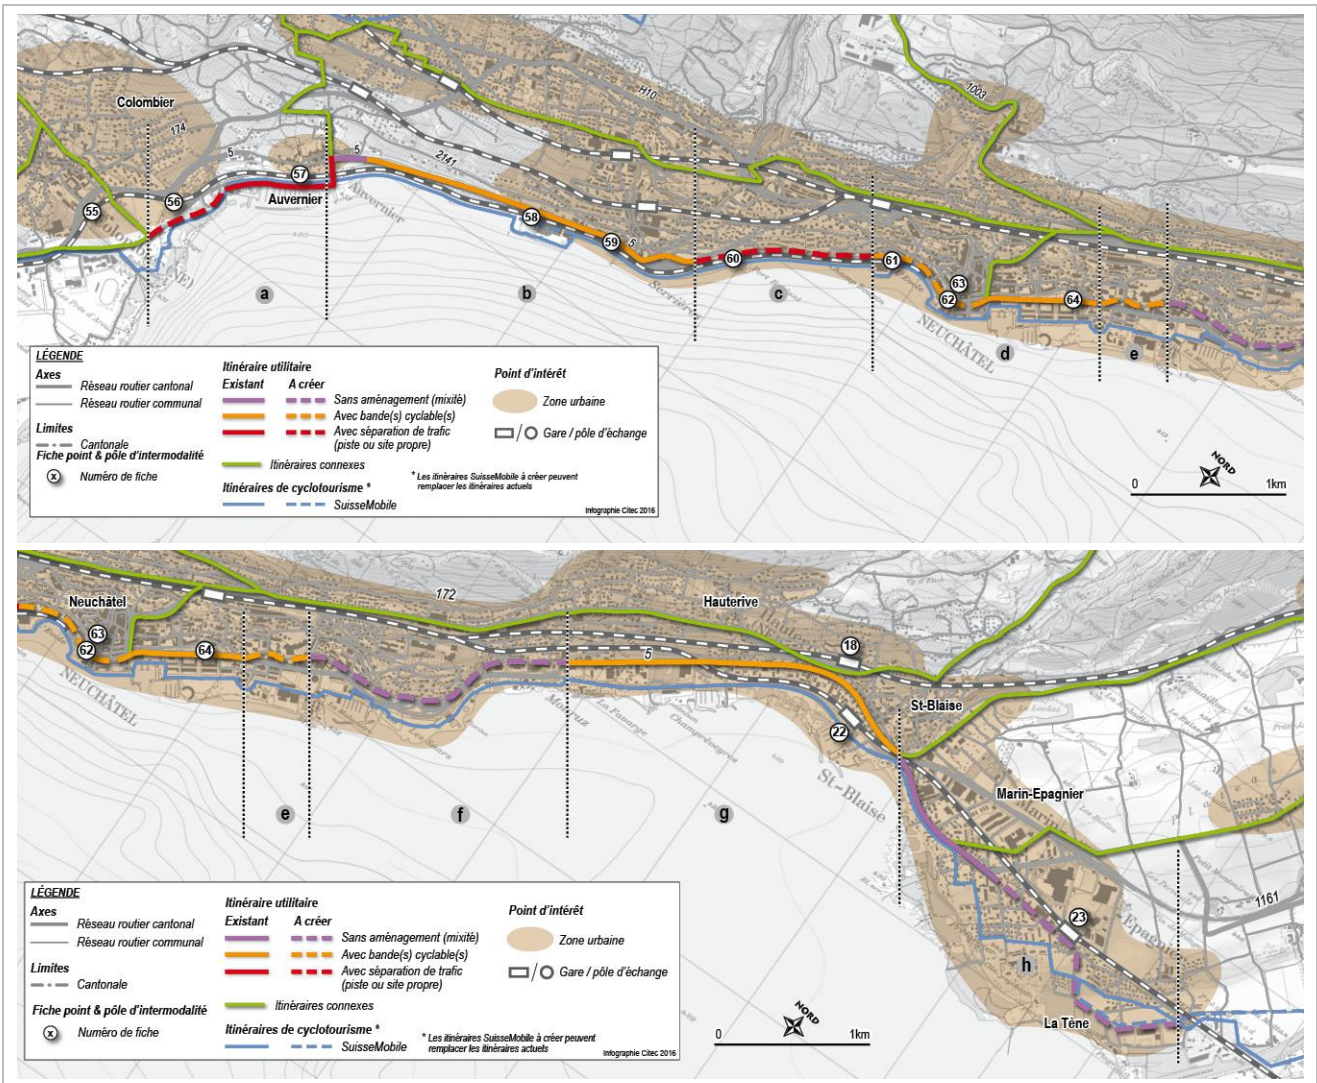 Colombier
174
H10
1003
5
57
5
2141
Auvernier
Auvernier
56
55
58
59
5
60
61
63
62
64
Serrières
NEUCHÂTEL
a
b
c
d
e
LÉGENDE
Axes
Réseau routier cantonal
Réseau routier communal
Limites
Cantonale
Fiche point & pôle d'intermodalité
x Numéro de fiche
Itinéraire utilitaire
Existant A créer
Sans aménagement (mixité)
Avec bande(s) cyclable(s)
Avec séparation de trafic
(piste ou site propre)
Itinéraires connexes
Itinéraires de cyclotourisme *
SuisseMobile
* Les itinéraires SuisseMobile à créer peuvent
remplacer les itinéraires actuels
Point d'intérêt
Zone urbaine
/ Gare / pôle d'échange
Infographie Citec 2016
NORD
0 1km
Neuchâtel
172
Hauterive
63
62
64
5
18
St-Blaise
22
NEUCHÂTEL
Monruz
La Favarge
Champréveyres
St-Blaise
Marin-Epagnier
1161
23
Epagnier
La Tène
e
f
g
h
LÉGENDE
Axes
Réseau routier cantonal
Réseau routier communal
Limites
Cantonale
Fiche point & pôle d'intermodalité
x Numéro de fiche
Itinéraire utilitaire
Existant A créer
Sans aménagement (mixité)
Avec bande(s) cyclable(s)
Avec séparation de trafic
(piste ou site propre)
Itinéraires connexes
Itinéraires de cyclotourisme *
SuisseMobile
* Les itinéraires SuisseMobile à créer peuvent
remplacer les itinéraires actuels
Point d'intérêt
Zone urbaine
/ Gare / pôle d'échange
Infographie Citec 2016
NORD
0 1km